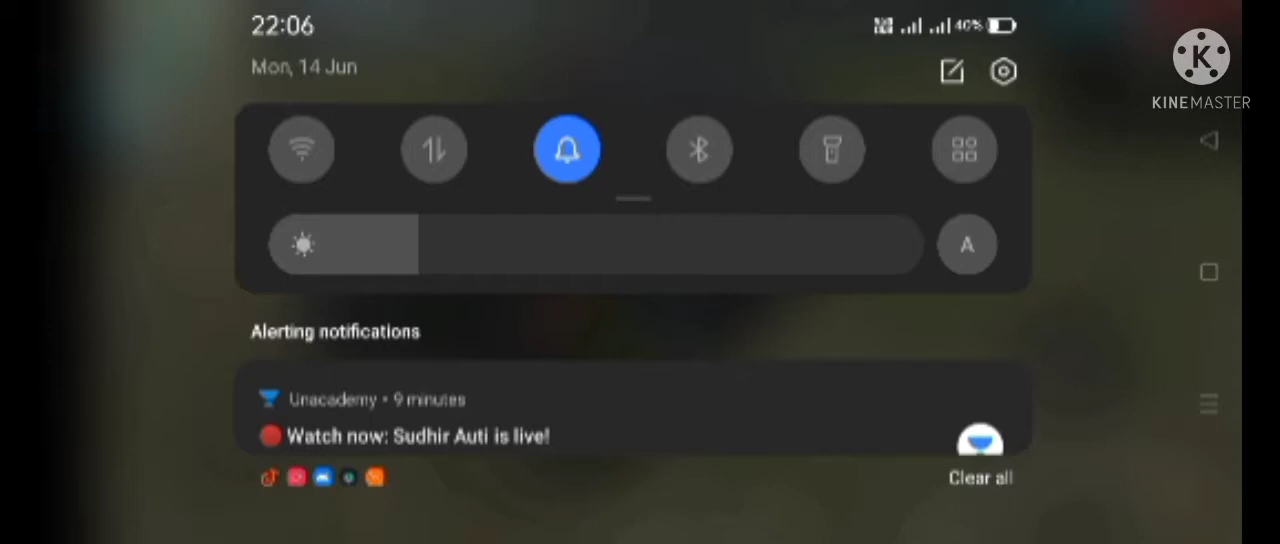 22:06
40%
Mon, 14 Jun
K
KINEMASTER
A
Alerting notifications
Unacademy • 9 minutes
Watch now: Sudhir Auti is live!
Clear all